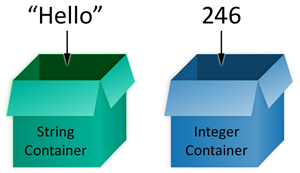 “Hello”
246
String
Container
Integer
Container